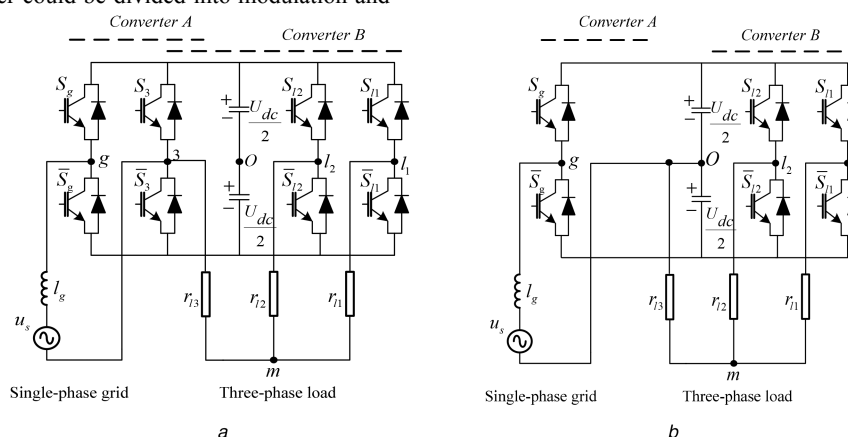 er could be divided into modulation and
Converter A
Converter B
S_g
S_3
+
−
U_dc
2
S_l2
S_l1
g
3
O
l_2
l_1
S̅_g
S̅_3
+
−
U_dc
2
S̅_l2
S̅_l1
l_g
u_s
r_l3
r_l2
r_l1
m
Single-phase grid
Three-phase load
a
Converter A
Converter B
S_g
+
−
U_dc
2
S_l2
S_l1
g
O
l_2
S̅_g
+
−
U_dc
2
S̅_l2
S̅_l1
l_g
u_s
r_l3
r_l2
r_l1
m
Single-phase grid
Three-phase load
b